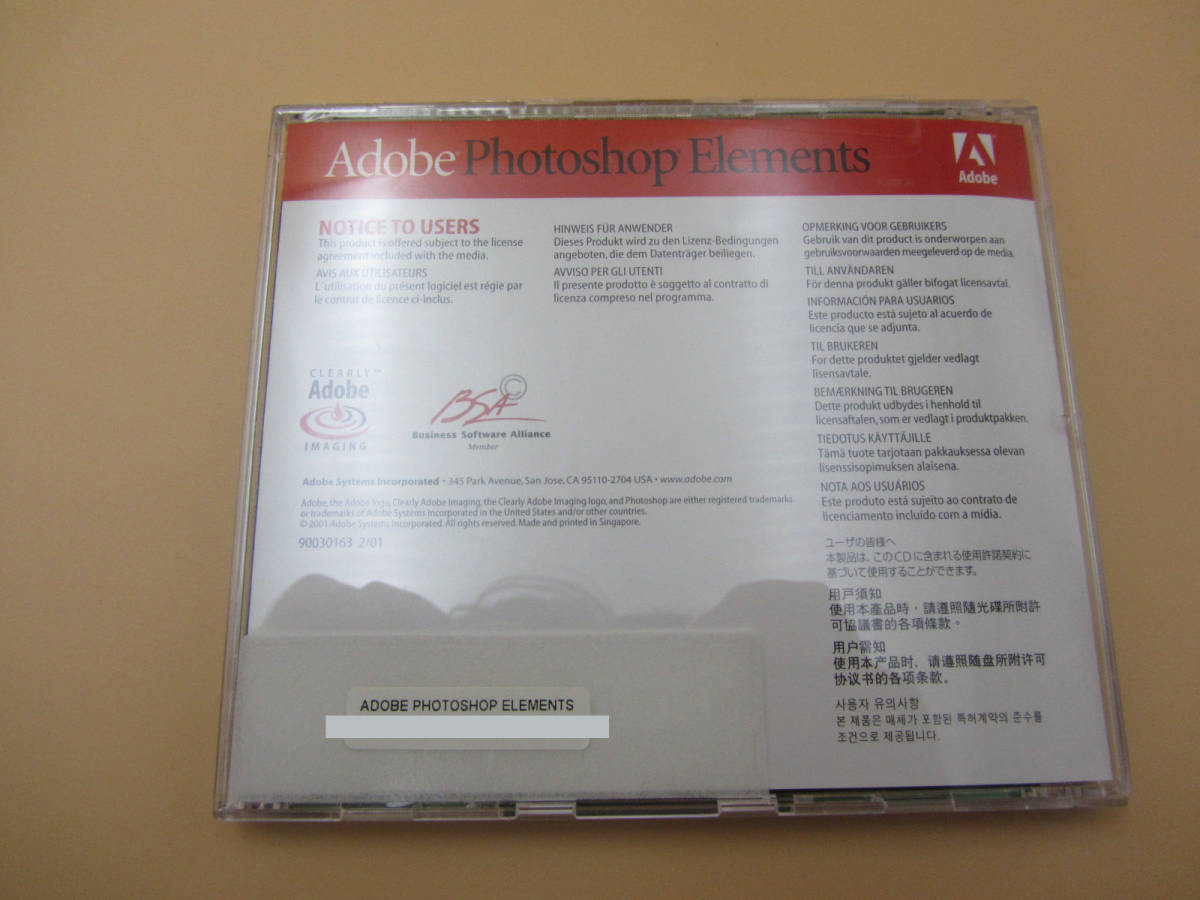 Adobe® Photoshop® Elements
Adobe
NOTICE TO USERS
This product is offered subject to the license
agreement included with the media.
AVIS AUX UTILISATEURS
L´utilisation du présent logiciel est régie par
le contrat de licence ci-inclus.
HINWEIS FÜR ANWENDER
Dieses Produkt wird zu den Lizenz-Bedingungen
angeboten, die dem Datenträger beiliegen.
AVVISO PER GLI UTENTI
Il presente prodotto è soggetto al contratto di
licenza compreso nel programma.
OPMERKING VOOR GEBRUIKERS
Gebruik van dit product is onderworpen aan
gebruiksvoorwaarden meegeleverd op de media.
TILL ANVÄNDAREN
För denna produkt gäller bifogat licensavtal.
INFORMACIÓN PARA USUARIOS
Este producto está sujeto al acuerdo de
licencia que se adjunta.
TIL BRUKEREN
For dette produktet gjelder vedlagt
lisensavtale.
BEMÆRKNING TIL BRUGEREN
Dette produkt udbydes i henhold til
licensaftalen, som er vedlagt i produktpakken.
TIEDOTUS KÄYTTÄJILLE
Tämä tuote tarjotaan pakkauksessa olevan
lisenssisopimuksen alaisena.
NOTA AOS USUÁRIOS
Este produto está sujeito ao contrato de
licenciamento incluído com a mídia.
ユーザの皆様へ
本製品は、このCDに含まれる使用許諾契約に
基づいて使用することができます。
用戶須知
使用本產品時，請遵照隨光碟所附許
可協議書的各項條款。
用户需知
使用本产品时，请遵照随盘所附许可
协议书的各项条款。
사용자 유의사항
본 제품은 매체가 포함된 특허계약의 준수를
조건으로 제공됩니다.
CLEARLY™
Adobe
IMAGING
BSA ©
Business Software Alliance
Member
Adobe Systems Incorporated • 345 Park Avenue, San Jose, CA 95110-2704 USA • www.adobe.com
Adobe, the Adobe logo, Clearly Adobe Imaging, the Clearly Adobe Imaging logo, and Photoshop are either registered trademarks
or trademarks of Adobe Systems Incorporated in the United States and/or other countries.
© 2001 Adobe Systems Incorporated. All rights reserved. Made and printed in Singapore.
90030163 2/01
ADOBE PHOTOSHOP ELEMENTS